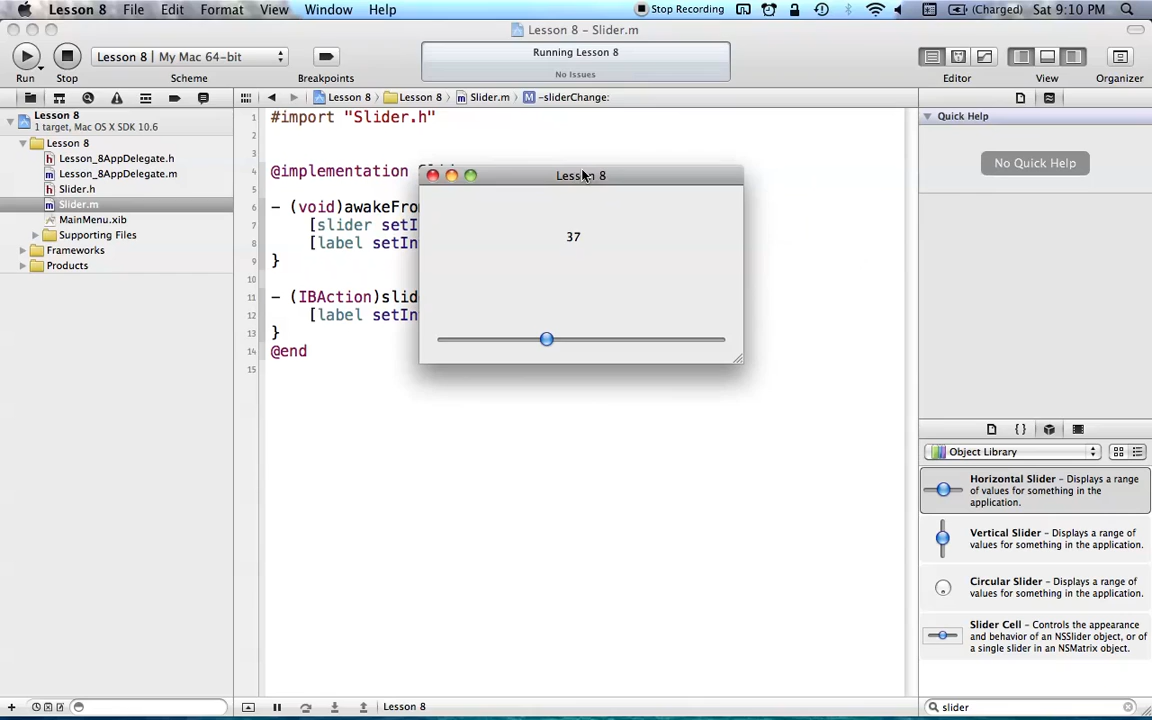 Lesson 8 File Edit View Window Help Stop Recording (Charged) Sat 9:10 PM
Lesson 8 – Slider.m
Lesson 8 | My Mac 64-bit
Running Lesson 8
No Issues
Run Stop Scheme Breakpoints Editor View Organizer
Lesson 8 Lesson 8 Slider.m M -sliderChange:
Lesson 8
1 target, Mac OS X SDK 10.6
Lesson 8
h Lesson_8AppDelegate.h
m Lesson_8AppDelegate.m
h Slider.h
m Slider.m
MainMenu.xib
Supporting Files
Frameworks
Products
1 #import "Slider.h"
2
3
4 @implementation
5
6 - (void)awakeFro
7 [slider setI
8 [label setIn
9 }
10
11 - (IBAction)slid
12 [label setIn
13 }
14 @end
15
Lesson 8
37
Quick Help
No Quick Help
{ }
Object Library
Horizontal Slider – Displays a range
of values for something in the
application.
Vertical Slider – Displays a range of
values for something in the application.
Circular Slider – Displays a range of
values for something in the application.
Slider Cell – Controls the appearance
and behavior of an NSSlider object, or of
a single slider in an NSMatrix object.
Lesson 8
slider